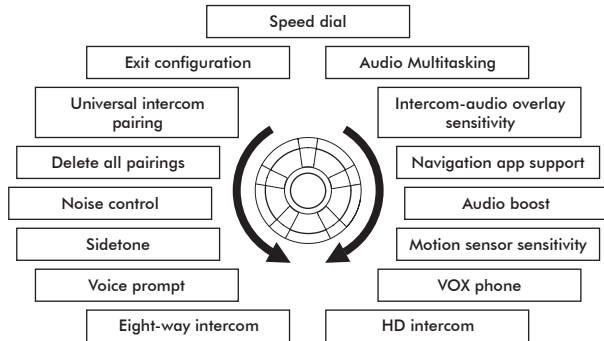 Speed dial
Exit configuration
Audio Multitasking
Universal intercom
pairing
Intercom-audio overlay
sensitivity
Delete all pairings
Navigation app support
Noise control
Audio boost
Sidetone
Motion sensor sensitivity
Voice prompt
VOX phone
Eight-way intercom
HD intercom